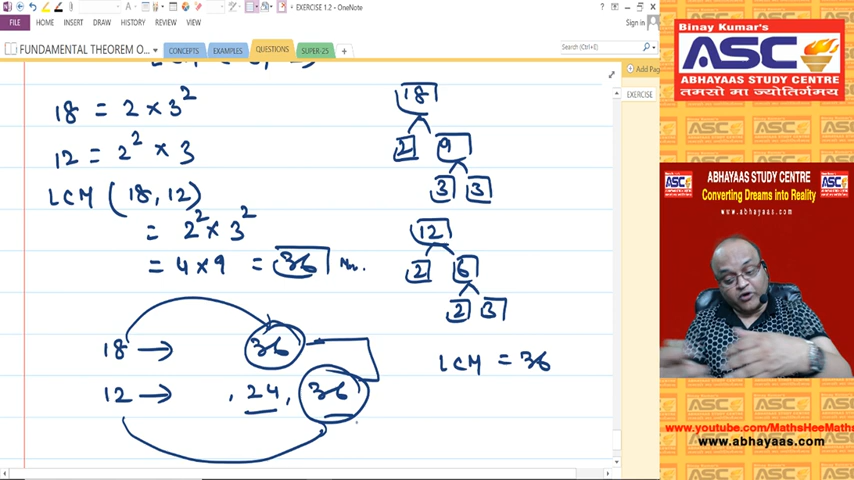 EXERCISE 1.2 - OneNote
FILE HOME INSERT DRAW HISTORY REVIEW VIEW
Sign in
FUNDAMENTAL THEOREM O... CONCEPTS EXAMPLES QUESTIONS SUPER-25 +
Search (Ctrl+E)
Add Page
EXERCISE
18 = 2 × 3²
12 = 2² × 3
LCM (18, 12)
= 2² × 3²
= 4 × 9 = 36
18 → 36
12 → , 24, 36
18
2 9
3 3
12
2 6
2 3
LCM = 36
Binay Kumar's
ASC
ABHAYAAS STUDY CENTRE
तमसो मा ज्योतिर्गमय
ABHAYAAS STUDY CENTRE
Converting Dreams into Reality
www.abhayaas.com
www.youtube.com/MathsHeeMaths
www.abhayaas.com